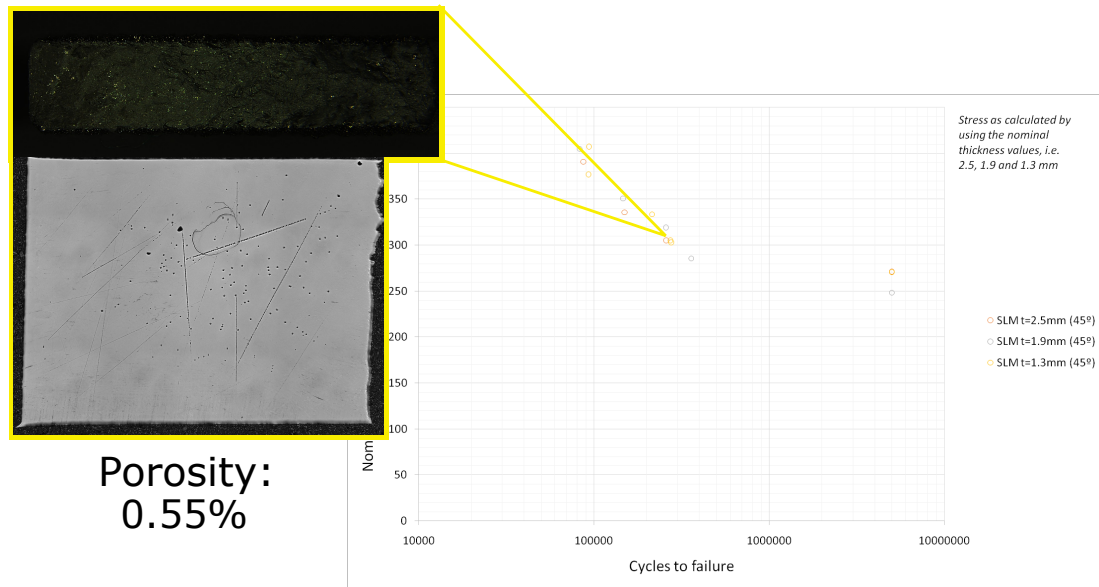 Stress as calculated by
using the nominal
thickness values, i.e.
2.5, 1.9 and 1.3 mm
350
300
250
200
150
100
50
0
10000
100000
1000000
10000000
Cycles to failure
SLM t=2.5mm (45º)
SLM t=1.9mm (45º)
SLM t=1.3mm (45º)
Porosity:
0.55%